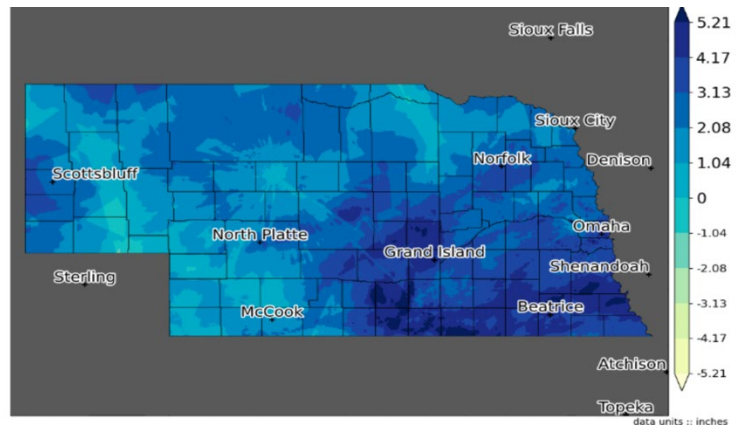 Sioux Falls
Sioux City
Scottsbluff
Norfolk
Denison
Omaha
North Platte
Grand Island
Shenandoah
Sterling
Beatrice
McCook
Atchison
Topeka
5.21
4.17
3.13
2.08
1.04
0
-1.04
-2.08
-3.13
-4.17
-5.21
data units :: inches